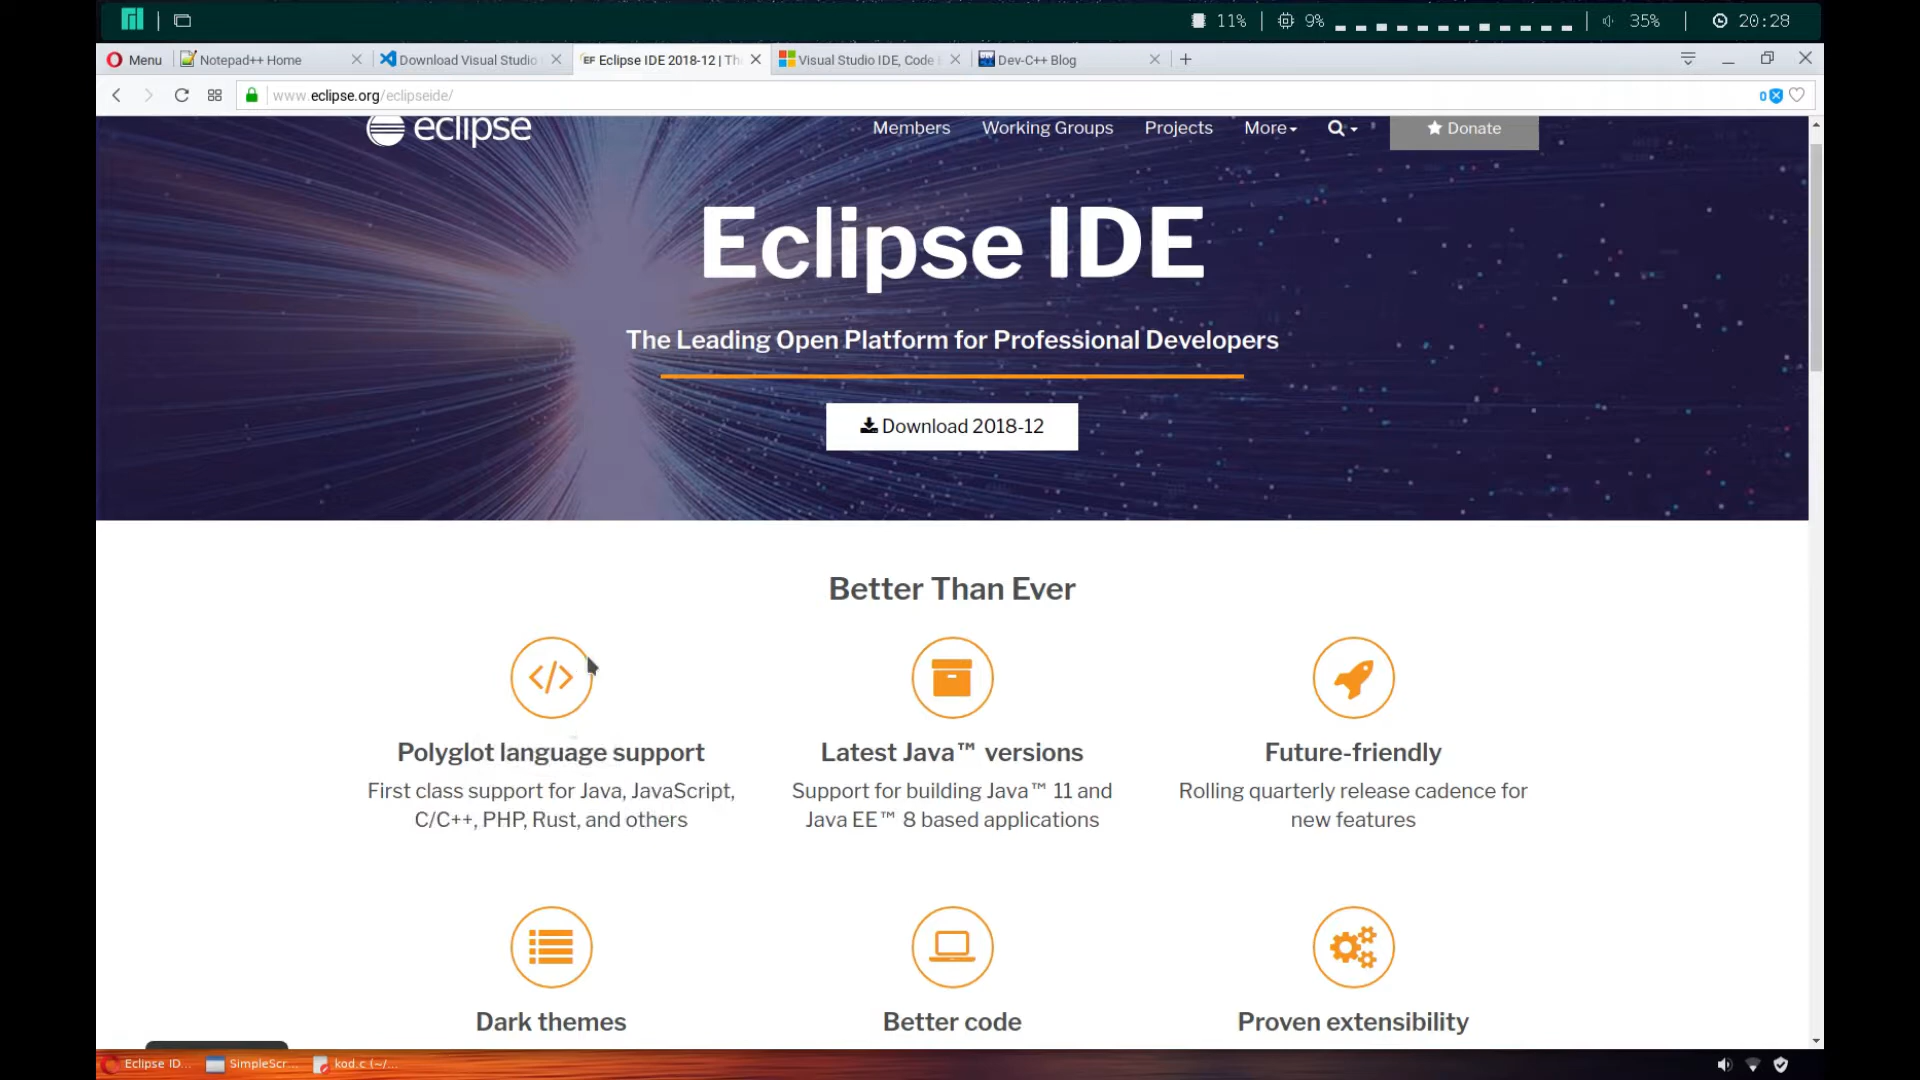 11% 9% 35% 20:28
Menu Notepad++ Home Download Visual Studio Eclipse IDE 2018-12 | Th Visual Studio IDE, Code Dev-C++ Blog
www.eclipse.org/eclipseide/ 0
eclipse Members Working Groups Projects More Donate
Eclipse IDE
The Leading Open Platform for Professional Developers
Download 2018-12
Better Than Ever
Polyglot language support
First class support for Java, JavaScript,
C/C++, PHP, Rust, and others
Latest Java™ versions
Support for building Java™ 11 and
Java EE™ 8 based applications
Future-friendly
Rolling quarterly release cadence for
new features
Dark themes
Better code
Proven extensibility
Eclipse ID... SimpleScr... kod.c (~/...